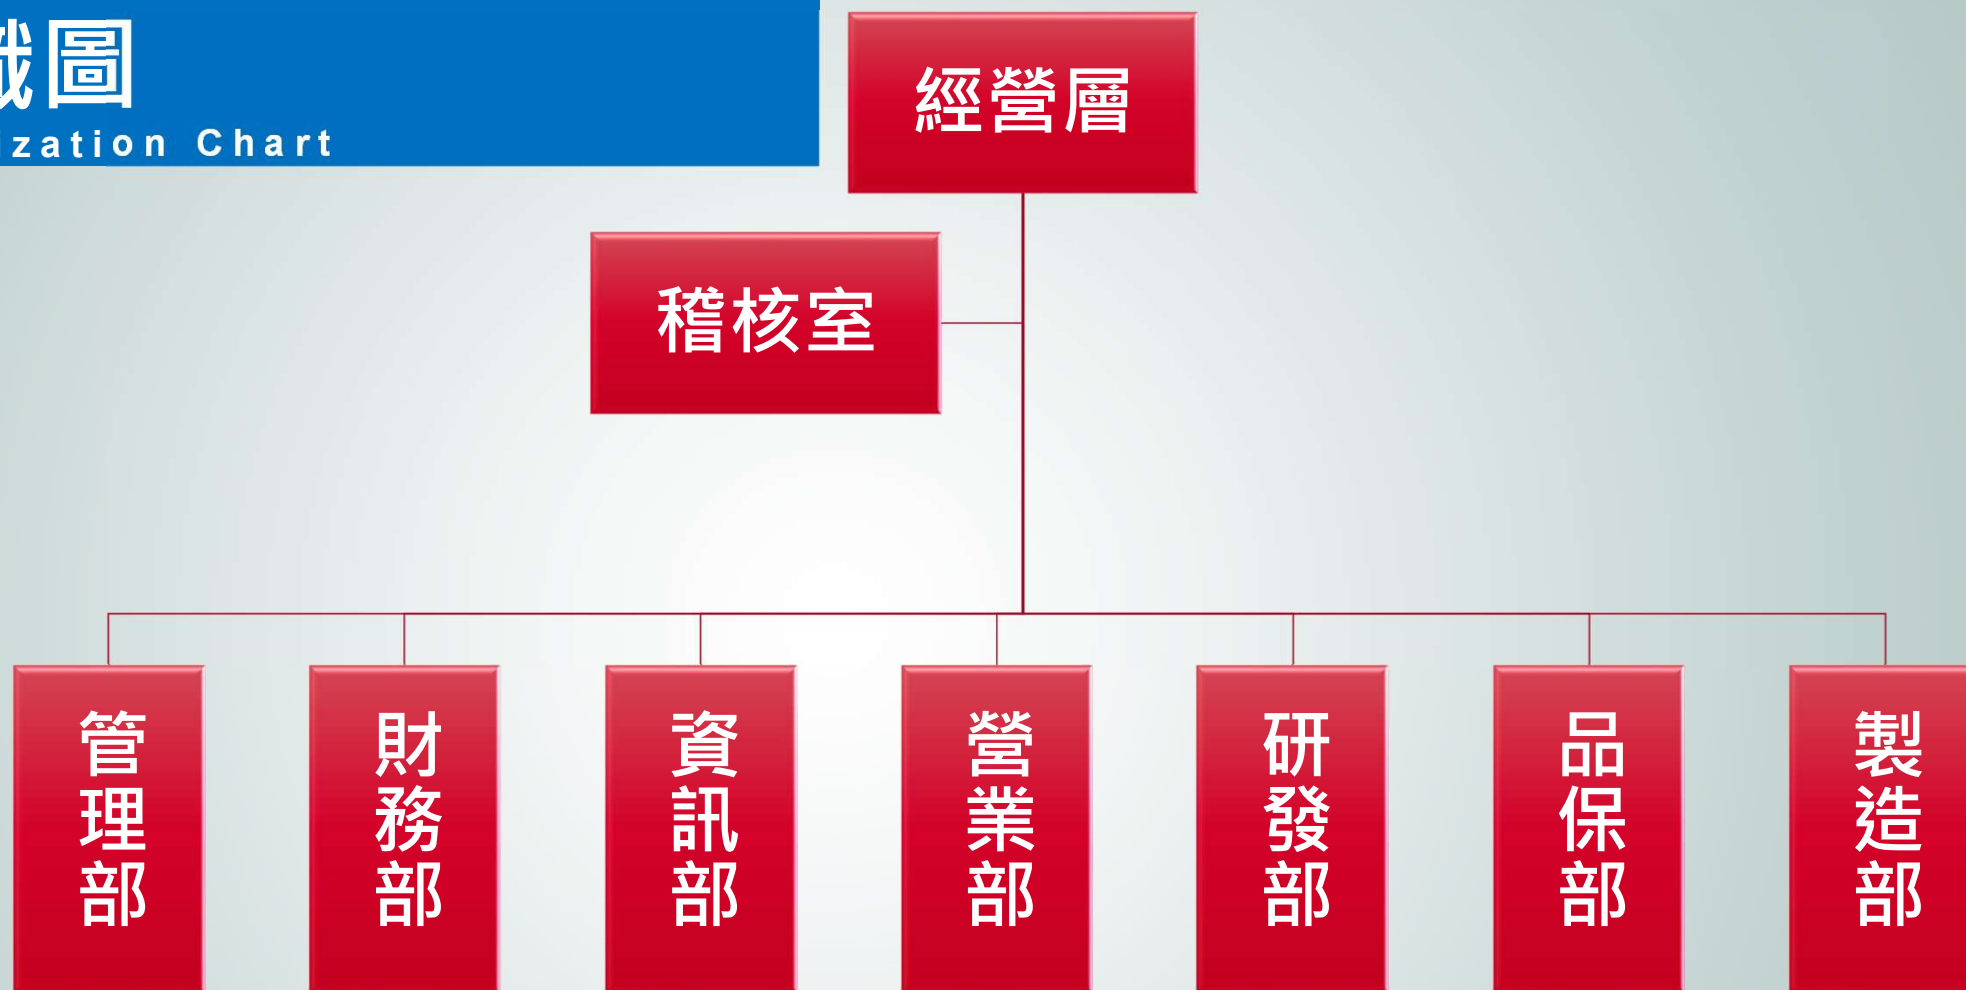 織圖
ization Chart
經營層
稽核室
管理部
財務部
資訊部
營業部
研發部
品保部
製造部